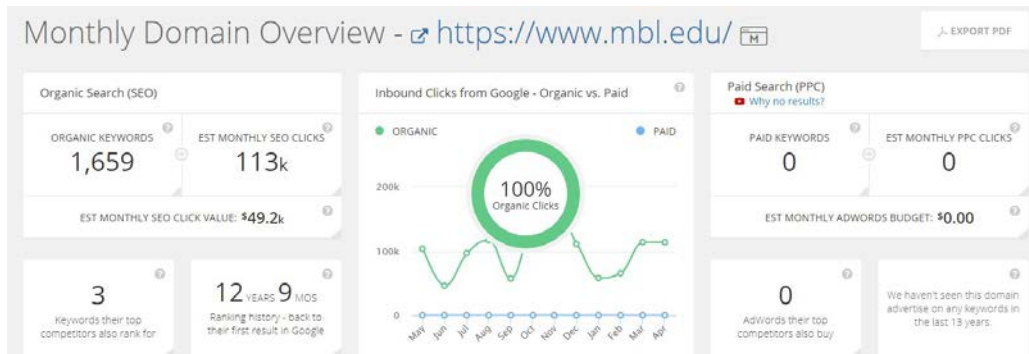 Monthly Domain Overview - https://www.mbl.edu/ M
EXPORT PDF
Organic Search (SEO)
ORGANIC KEYWORDS
1,659
EST MONTHLY SEO CLICKS
113k
EST MONTHLY SEO CLICK VALUE: $49.2k
3
Keywords their top
competitors also rank for
12 YEARS 9 MOS
Ranking history - back to
their first result in Google
Inbound Clicks from Google - Organic vs. Paid
ORGANIC
PAID
200k
100k
0
100%
Organic Clicks
May Jun Jul Aug Sep Oct Nov Dec Jan Feb Mar Apr
Paid Search (PPC)
Why no results?
PAID KEYWORDS
0
EST MONTHLY PPC CLICKS
0
EST MONTHLY ADWORDS BUDGET: $0.00
0
AdWords their top
competitors also buy
We haven't seen this domain
advertise on any keywords in
the last 13 years.